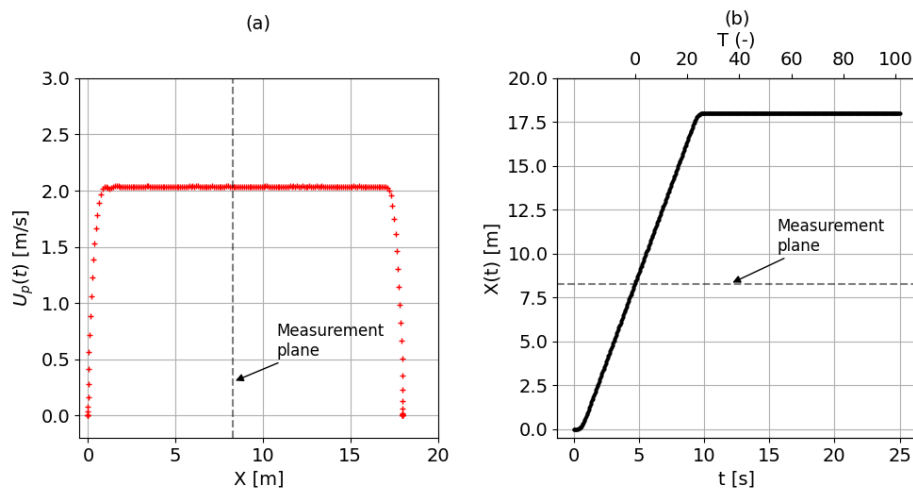 (a)
3.0
2.5
2.0
1.5
1.0
0.5
0.0
U_p(t) [m/s]
0 5 10 15 20
X [m]
Measurement
plane
(b)
T (-)
0 20 40 60 80 100
20.0
17.5
15.0
12.5
10.0
7.5
5.0
2.5
0.0
X(t) [m]
0 5 10 15 20 25
t [s]
Measurement
plane